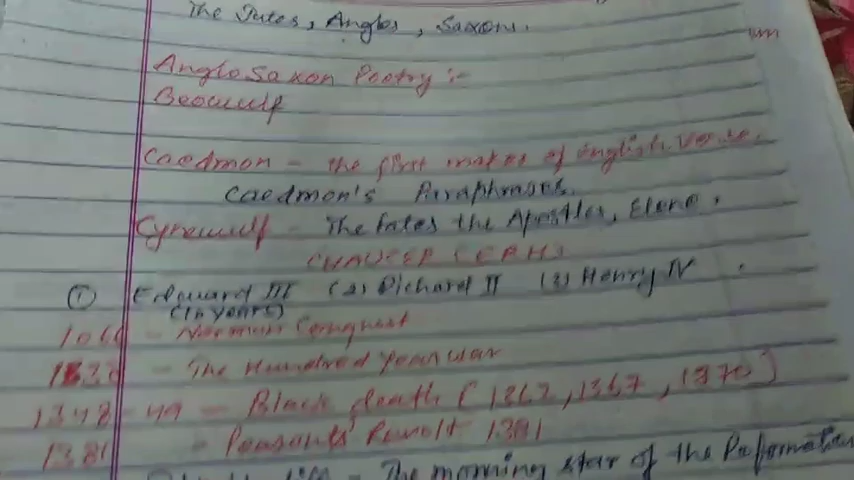 The Jutes, Angles, Saxons.
um
Anglo Saxon Poetry :-
Beowulf
Caedmon - the first maker of English Verse.
Caedmon's Paraphrases.
Cynewulf - The Fates the Apostles, Elene,
CHAUCER
① Edward III (2) Richard II (3) Henry IV
(In years)
1066 - Norman Conquest
- The Hundred years war
1348-49 - Black death (1362, 1367, 1370)
1381 - Peasants' Revolt 1381
- The morning star of the Reformation